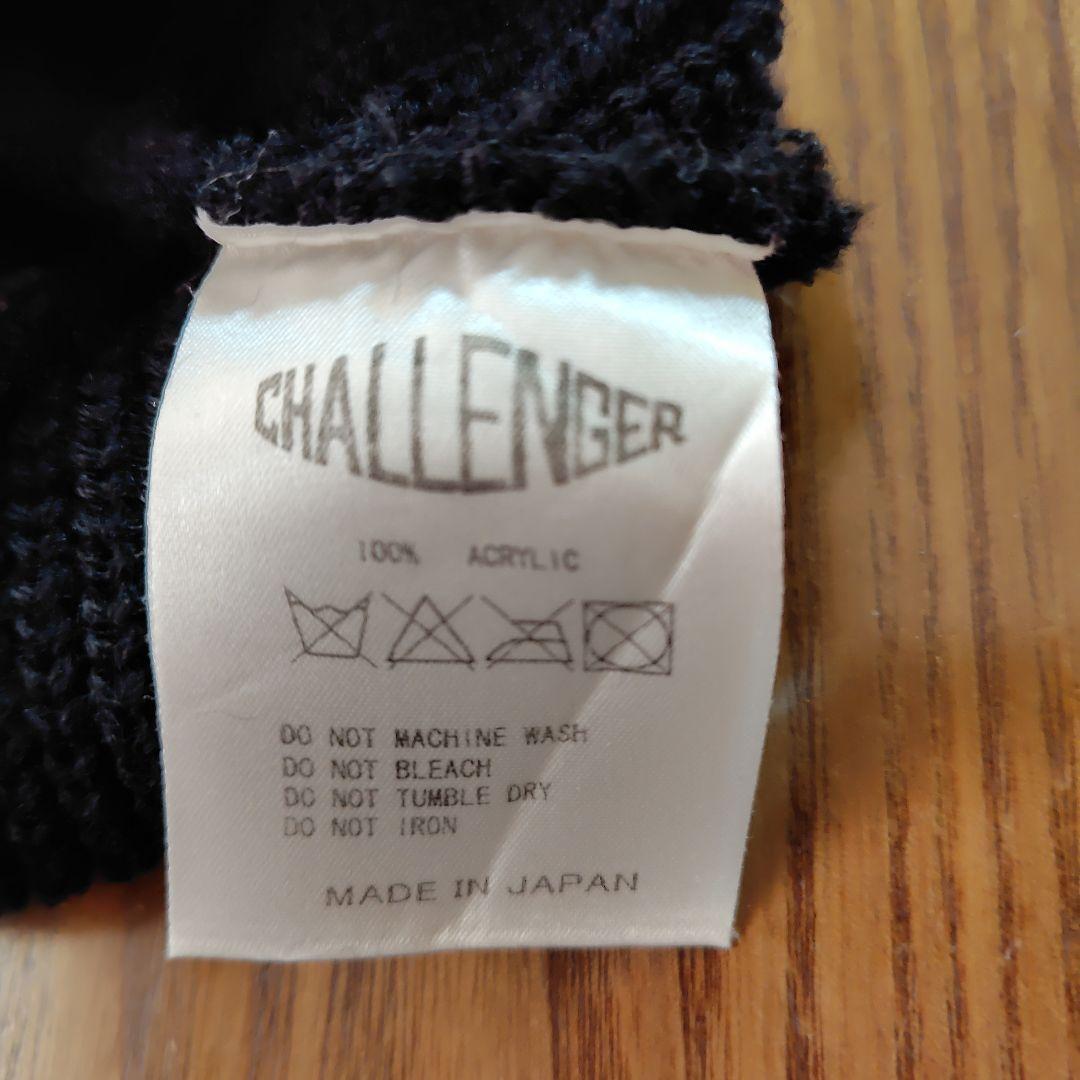 CHALLENGER
100% ACRYLIC
DO NOT MACHINE WASH
DO NOT BLEACH
DO NOT TUMBLE DRY
DO NOT IRON
MADE IN JAPAN